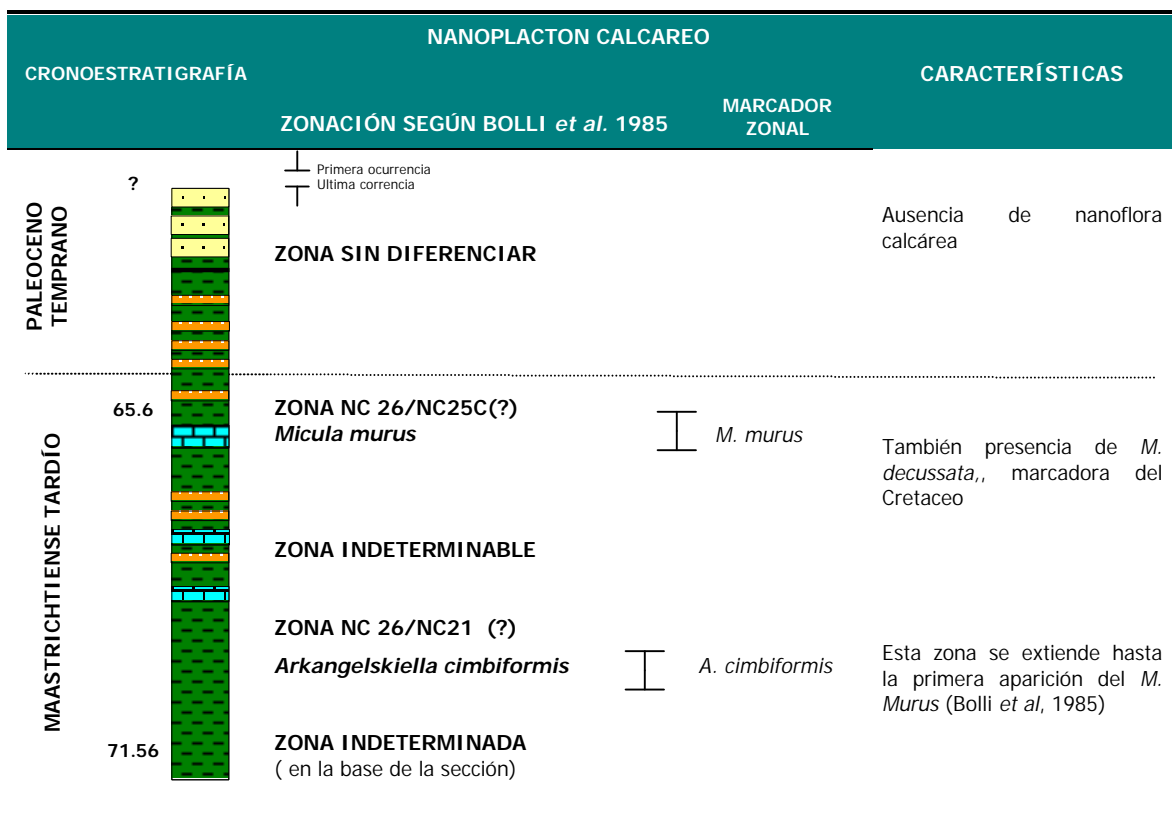 NANOPLACTON CALCAREO
CRONOESTRATIGRAFÍA
CARACTERÍSTICAS
ZONACIÓN SEGÚN BOLLI et al. 1985
MARCADOR
ZONAL
Primera ocurrencia
Ultima correncia
?
PALEOCENO
TEMPRANO
ZONA SIN DIFERENCIAR
Ausencia de nanoflora
calcárea
65.6
ZONA NC 26/NC25C(?)
Micula murus
M. murus
También presencia de M.
decussata,, marcadora del
Cretaceo
MAASTRICHTIENSE TARDÍO
ZONA INDETERMINABLE
ZONA NC 26/NC21 (?)
Arkangelskiella cimbiformis
A. cimbiformis
Esta zona se extiende hasta
la primera aparición del M.
Murus (Bolli et al, 1985)
71.56
ZONA INDETERMINADA
( en la base de la sección)